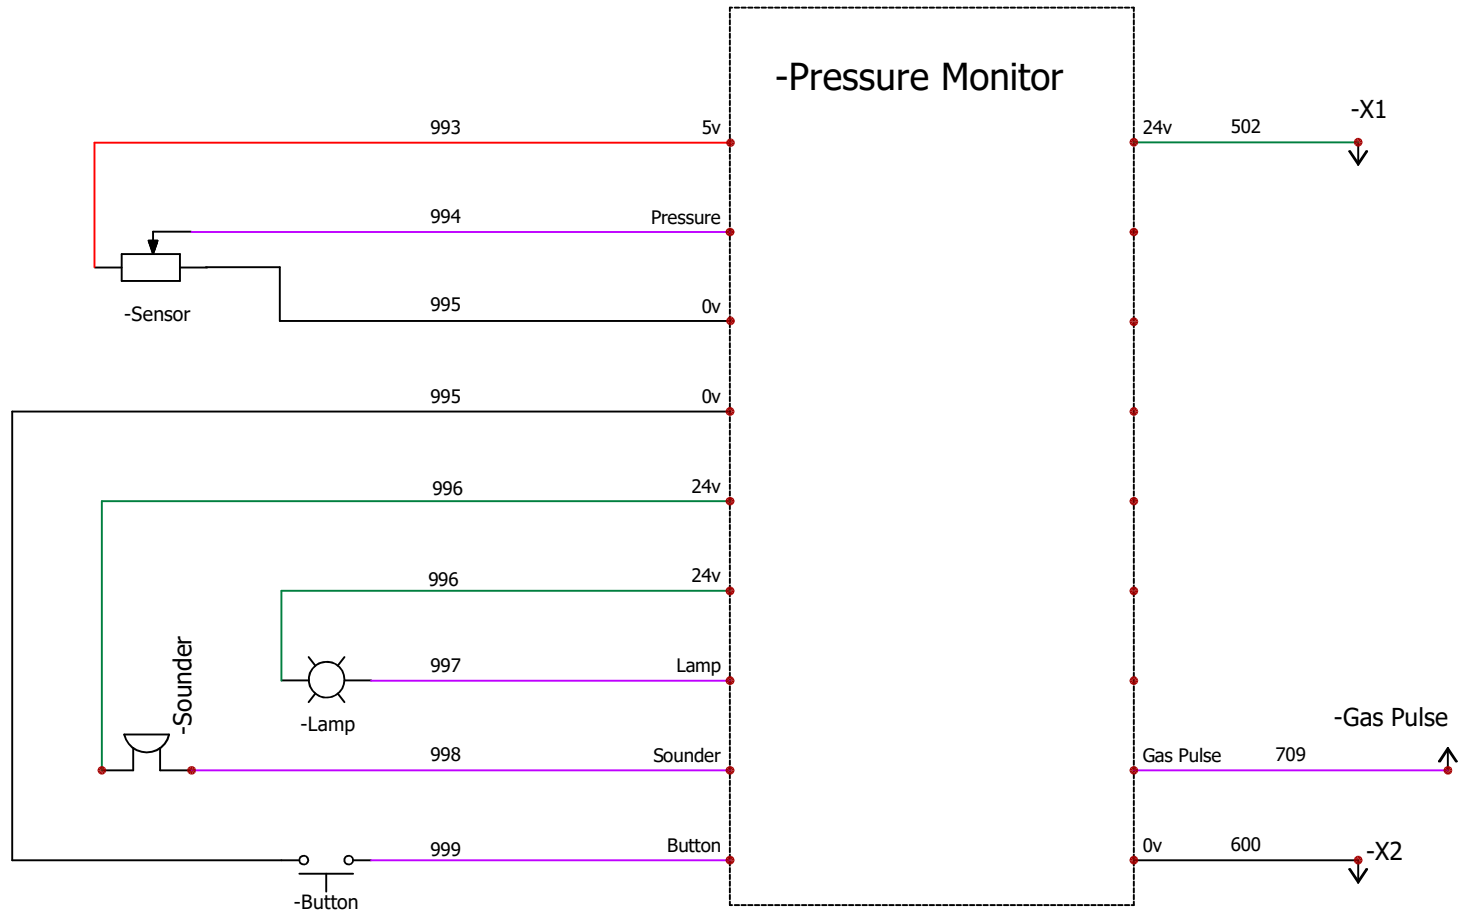 -Pressure Monitor
993 5v
24v 502 -X1
994 Pressure
-Sensor
995 0v
995 0v
996 24v
996 24v
-Sounder
997 Lamp
-Lamp
-Gas Pulse
998 Sounder
Gas Pulse 709
999 Button
0v 600 -X2
-Button